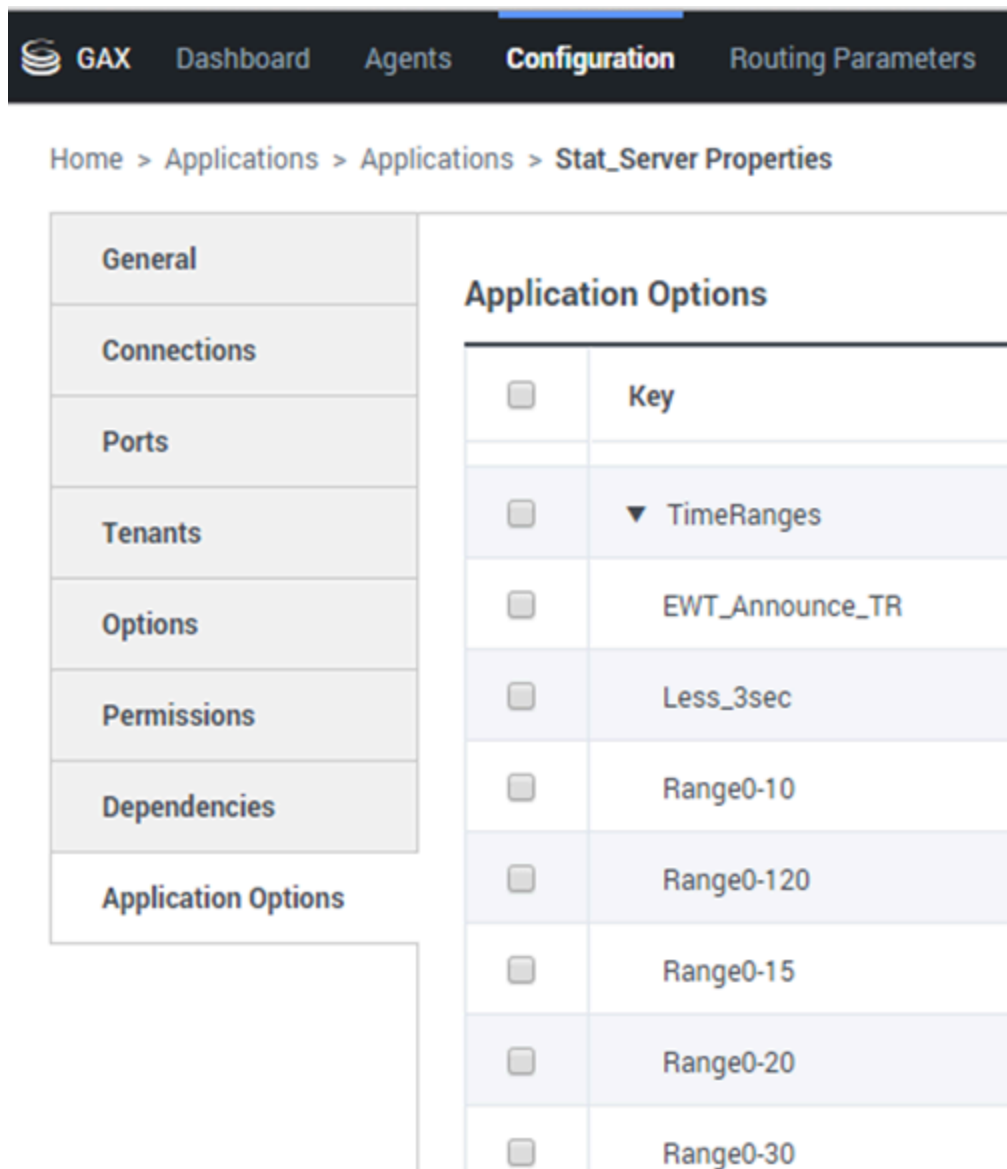 GAX Dashboard Agents Configuration Routing Parameters
Home > Applications > Applications > Stat_Server Properties
General
Connections
Ports
Tenants
Options
Permissions
Dependencies
Application Options
Application Options
Key
▼ TimeRanges
EWT_Announce_TR
Less_3sec
Range0-10
Range0-120
Range0-15
Range0-20
Range0-30